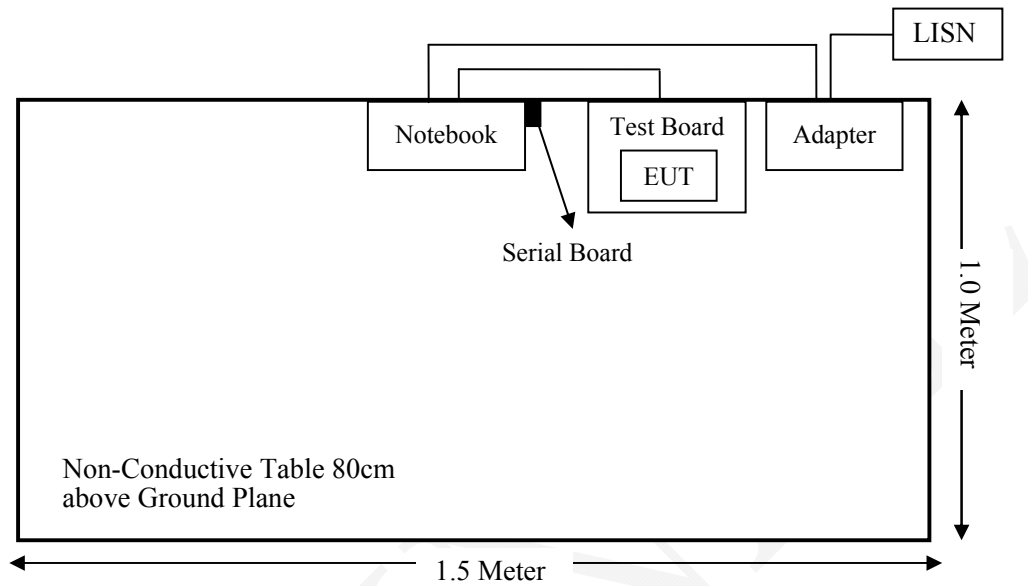 LISN
Notebook
Test Board
Adapter
EUT
Serial Board
1.0 Meter
Non-Conductive Table 80cm
above Ground Plane
1.5 Meter